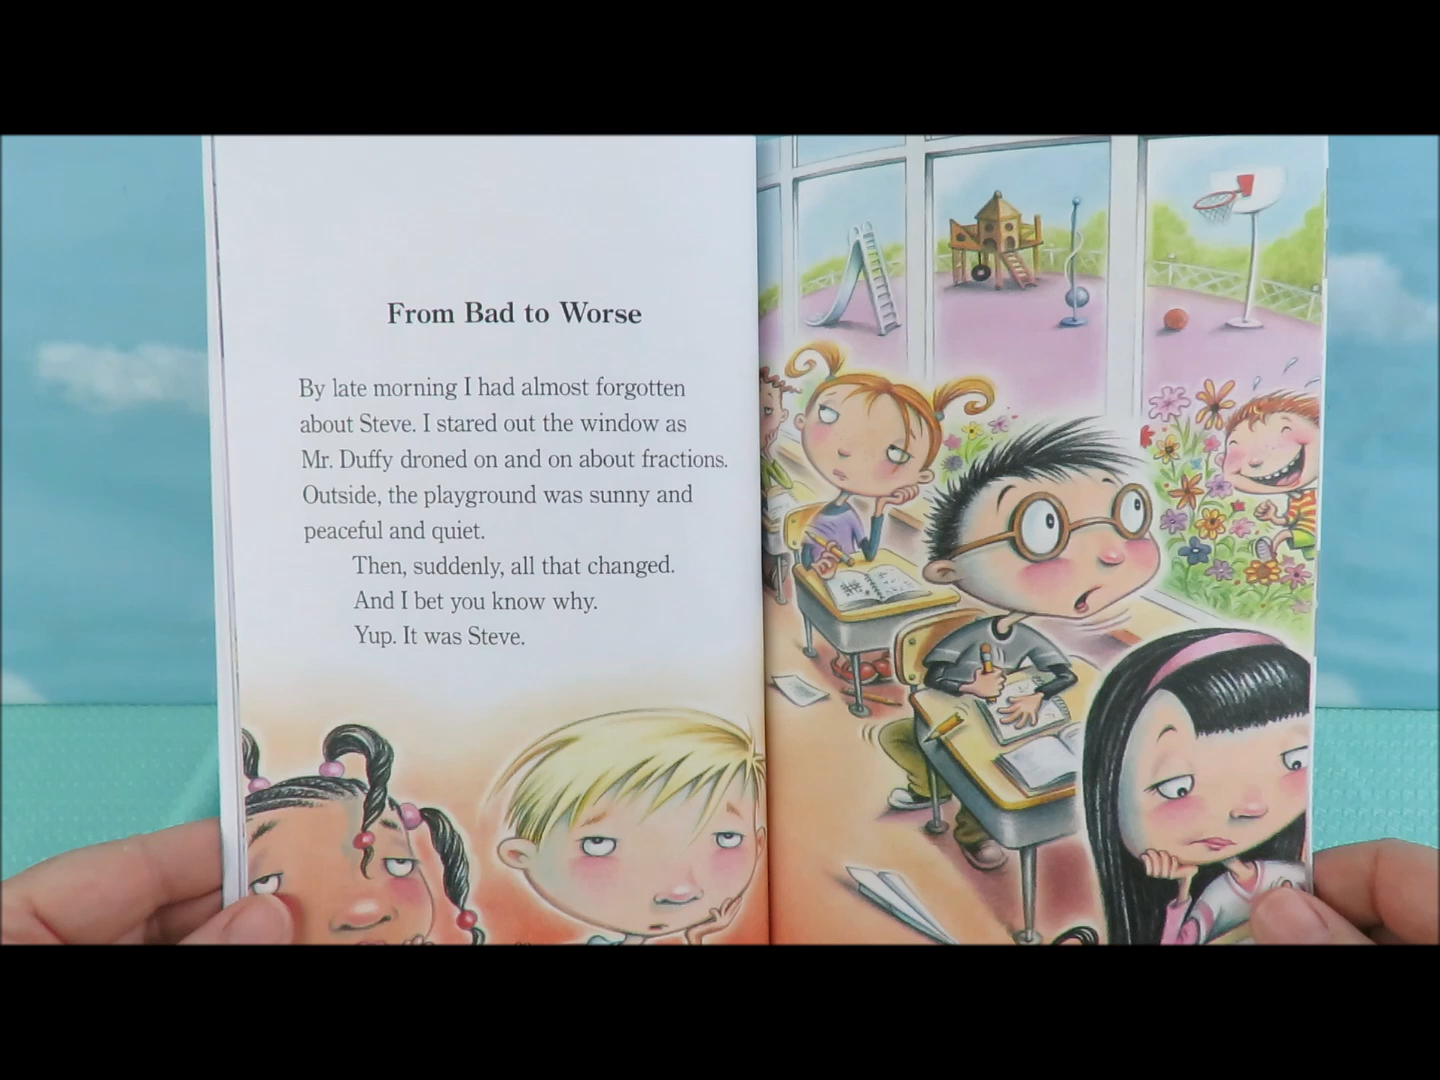 From Bad to Worse
By late morning I had almost forgotten
about Steve. I stared out the window as
Mr. Duffy droned on and on about fractions.
Outside, the playground was sunny and
peaceful and quiet.
Then, suddenly, all that changed.
And I bet you know why.
Yup. It was Steve.